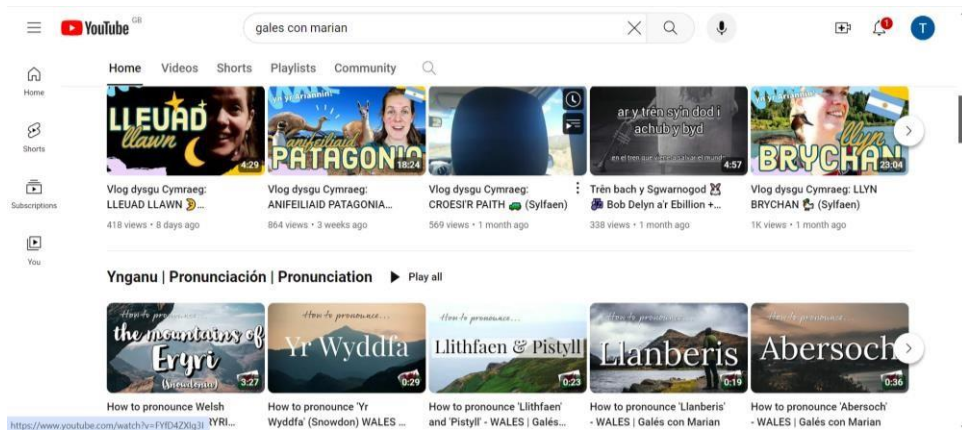 YouTube GB
gales con marian
T
Home Videos Shorts Playlists Community
Home
Shorts
Subscriptions
You
LLEUAD
llawn
4:29
yn yr Ariannin:
anifeiliaid
PATAGONIA
18:24
ar y trên sy'n dod i
achub y byd
4:57
llyn
BRYCHAN
23:04
Vlog dysgu Cymraeg:
LLEUAD LLAWN 🌛...
418 views • 8 days ago
Vlog dysgu Cymraeg:
ANIFEILIAID PATAGONIA...
864 views • 3 weeks ago
Vlog dysgu Cymraeg:
CROESI'R PAITH 🚙 (Sylfaen)
569 views • 1 month ago
Trên bach y Sgwarnogod
Bob Delyn a'r Ebillion +...
338 views • 1 month ago
Vlog dysgu Cymraeg: LLYN
BRYCHAN (Sylfaen)
1K views • 1 month ago
Ynganu | Pronunciación | Pronunciation Play all
How to pronounce...
the mountains of
Eryri
(Snowdonia)
3:27
How to pronounce...
Yr Wyddfa
0:29
How to pronounce...
Llithfaen & Pistyll
0:23
How to pronounce...
Llanberis
0:19
How to pronounce...
Abersoch
0:36
How to pronounce Welsh
YRI...
How to pronounce 'Yr
Wyddfa' (Snowdon) WALES ...
How to pronounce 'Llithfaen'
and 'Pistyll' - WALES | Galés...
How to pronounce 'Llanberis'
- WALES | Galés con Marian
How to pronounce 'Abersoch'
- WALES | Galés con Marian